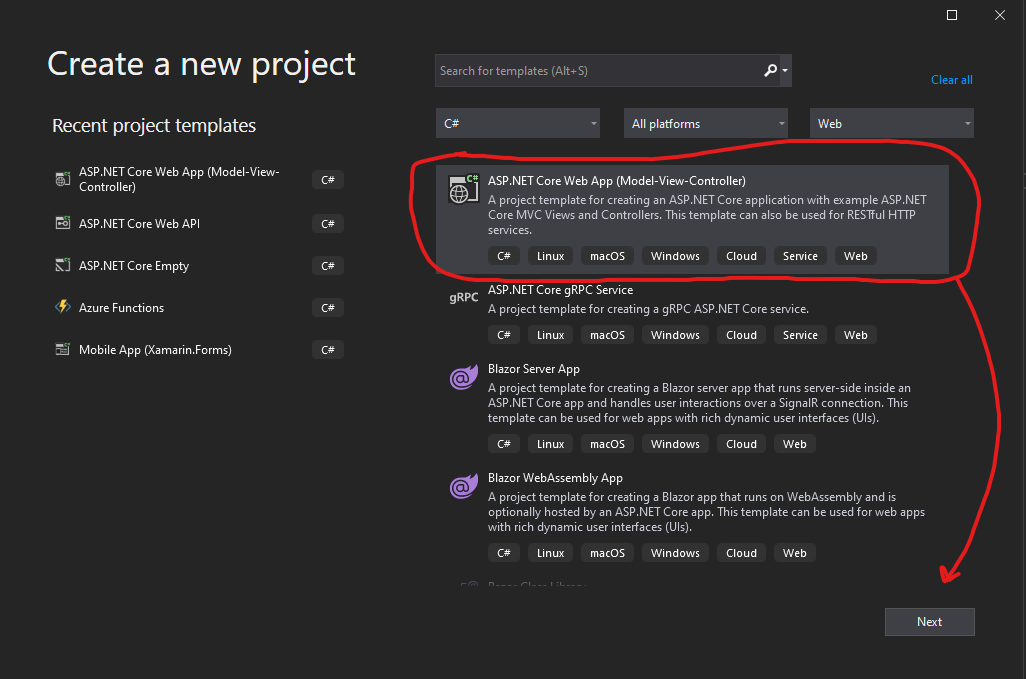 Create a new project
Search for templates (Alt+S)
Clear all
C#
All platforms
Web
Recent project templates
ASP.NET Core Web App (Model-View-
Controller)
C#
ASP.NET Core Web API
C#
ASP.NET Core Empty
C#
Azure Functions
C#
Mobile App (Xamarin.Forms)
C#
C#
ASP.NET Core Web App (Model-View-Controller)
A project template for creating an ASP.NET Core application with example ASP.NET
Core MVC Views and Controllers. This template can also be used for RESTful HTTP
services.
C# Linux macOS Windows Cloud Service Web
gRPC
ASP.NET Core gRPC Service
A project template for creating a gRPC ASP.NET Core service.
C# Linux macOS Windows Cloud Service Web
@
Blazor Server App
A project template for creating a Blazor server app that runs server-side inside an
ASP.NET Core app and handles user interactions over a SignalR connection. This
template can be used for web apps with rich dynamic user interfaces (UIs).
C# Linux macOS Windows Cloud Web
@
Blazor WebAssembly App
A project template for creating a Blazor app that runs on WebAssembly and is
optionally hosted by an ASP.NET Core app. This template can be used for web apps
with rich dynamic user interfaces (UIs).
C# Linux macOS Windows Cloud Web
Razor Class Library
Next